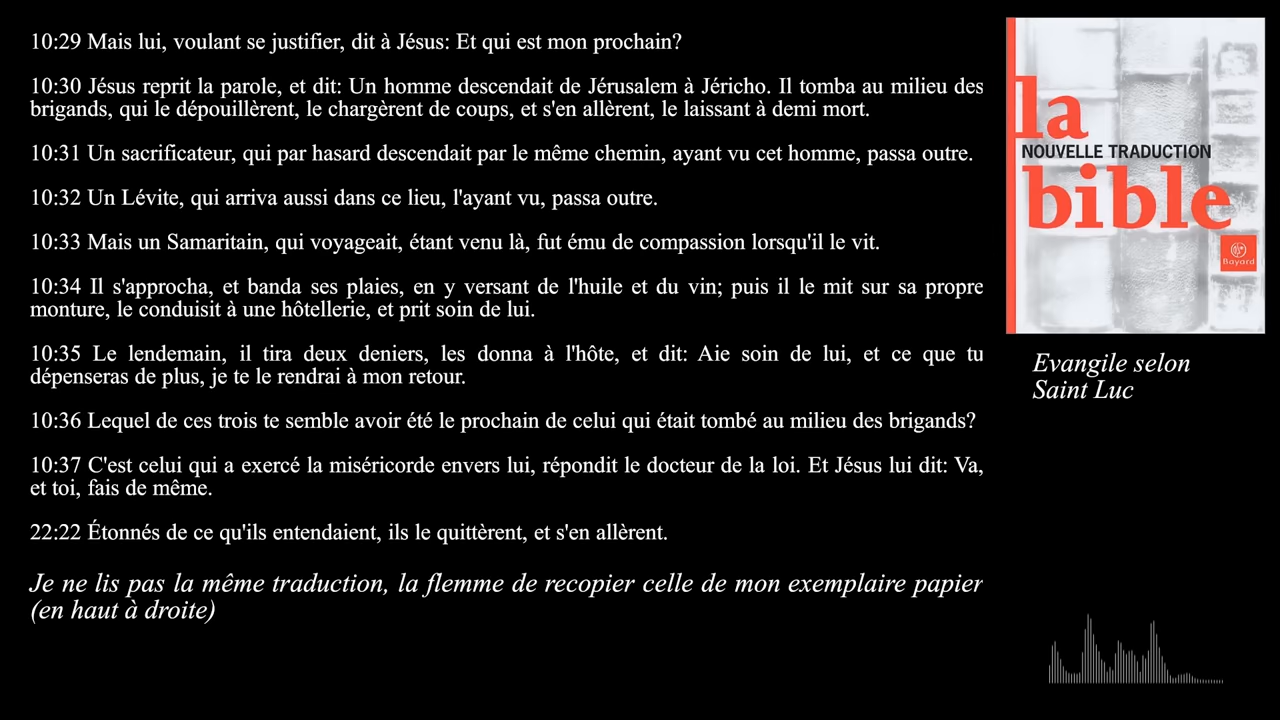 10:29 Mais lui, voulant se justifier, dit à Jésus: Et qui est mon prochain?
10:30 Jésus reprit la parole, et dit: Un homme descendait de Jérusalem à Jéricho. Il tomba au milieu des
brigands, qui le dépouillèrent, le chargèrent de coups, et s'en allèrent, le laissant à demi mort.
10:31 Un sacrificateur, qui par hasard descendait par le même chemin, ayant vu cet homme, passa outre.
10:32 Un Lévite, qui arriva aussi dans ce lieu, l'ayant vu, passa outre.
10:33 Mais un Samaritain, qui voyageait, étant venu là, fut ému de compassion lorsqu'il le vit.
10:34 Il s'approcha, et banda ses plaies, en y versant de l'huile et du vin; puis il le mit sur sa propre
monture, le conduisit à une hôtellerie, et prit soin de lui.
10:35 Le lendemain, il tira deux deniers, les donna à l'hôte, et dit: Aie soin de lui, et ce que tu
dépenseras de plus, je te le rendrai à mon retour.
10:36 Lequel de ces trois te semble avoir été le prochain de celui qui était tombé au milieu des brigands?
10:37 C'est celui qui a exercé la miséricorde envers lui, répondit le docteur de la loi. Et Jésus lui dit: Va,
et toi, fais de même.
22:22 Étonnés de ce qu'ils entendaient, ils le quittèrent, et s'en allèrent.
Je ne lis pas la même traduction, la flemme de recopier celle de mon exemplaire papier
(en haut à droite)
la
NOUVELLE TRADUCTION
bible
Bayard
Evangile selon
Saint Luc